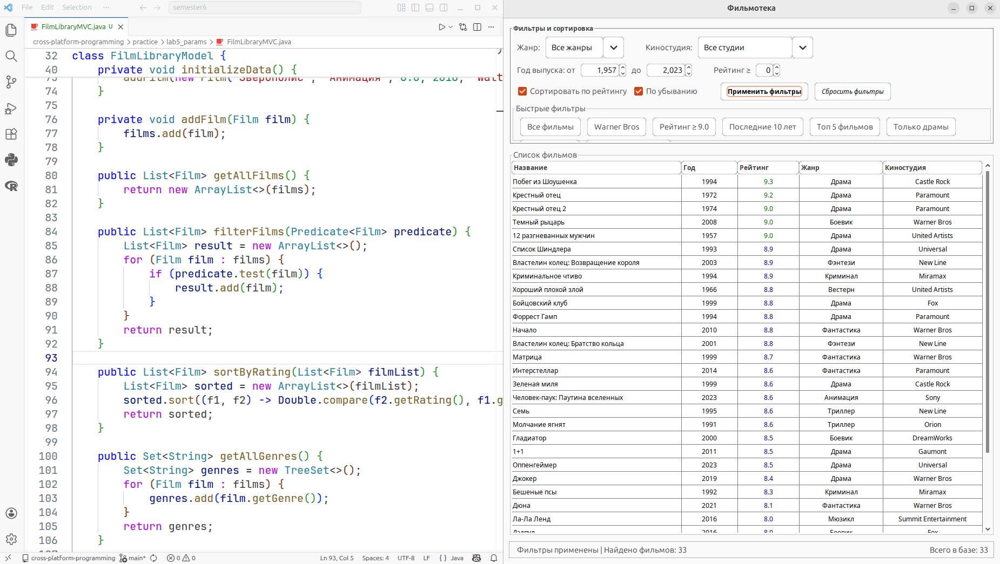 File Edit Selection ··· semester6
FilmLibraryMVC.java U
cross-platform-programming > practice > lab5_params > FilmLibraryMVC.java
32 class FilmLibraryModel {
40 private void initializeData() {
73 addFilm(new Film("Зверополис", "Анимация", 8.0, 2016, "Walt
74 }
75
76 private void addFilm(Film film) {
77 films.add(film);
78 }
79
80 public List<Film> getAllFilms() {
81 return new ArrayList<>(films);
82 }
83
84 public List<Film> filterFilms(Predicate<Film> predicate) {
85 List<Film> result = new ArrayList<>();
86 for (Film film : films) {
87 if (predicate.test(film)) {
88 result.add(film);
89 }
90 }
91 return result;
92 }
93
94 public List<Film> sortByRating(List<Film> filmList) {
95 List<Film> sorted = new ArrayList<>(filmList);
96 sorted.sort((f1, f2) -> Double.compare(f2.getRating(), f1.g
97 return sorted;
98 }
99
100 public Set<String> getAllGenres() {
101 Set<String> genres = new TreeSet<>();
102 for (Film film : films) {
103 genres.add(film.getGenre());
104 }
105 return genres;
106 }
cross-platform-programming main* 0 0 Ln 93, Col 5 Spaces: 4 UTF-8 LF { } Java
Фильмотека
Фильтры и сортировка
Жанр: Все жанры Киностудия: Все студии
Год выпуска: от 1,957 до 2,023 Рейтинг ≥ 0
Сортировать по рейтингу По убыванию Применить фильтры Сбросить фильтры
Быстрые фильтры
Все фильмы Warner Bros Рейтинг ≥ 9.0 Последние 10 лет Топ 5 фильмов Только драмы
Список фильмов
Название Год Рейтинг Жанр Киностудия
Побег из Шоушенка 1994 9.3 Драма Castle Rock
Крестный отец 1972 9.2 Драма Paramount
Крестный отец 2 1974 9.0 Драма Paramount
Темный рыцарь 2008 9.0 Боевик Warner Bros
12 разгневанных мужчин 1957 9.0 Драма United Artists
Список Шиндлера 1993 8.9 Драма Universal
Властелин колец: Возвращение короля 2003 8.9 Фэнтези New Line
Криминальное чтиво 1994 8.9 Криминал Miramax
Хороший плохой злой 1966 8.8 Вестерн United Artists
Бойцовский клуб 1999 8.8 Драма Fox
Форрест Гамп 1994 8.8 Драма Paramount
Начало 2010 8.8 Фантастика Warner Bros
Властелин колец: Братство кольца 2001 8.8 Фэнтези New Line
Матрица 1999 8.7 Фантастика Warner Bros
Интерстеллар 2014 8.6 Фантастика Paramount
Зеленая миля 1999 8.6 Драма Castle Rock
Человек-паук: Паутина вселенных 2023 8.6 Анимация Sony
Семь 1995 8.6 Триллер New Line
Молчание ягнят 1991 8.6 Триллер Orion
Гладиатор 2000 8.5 Боевик DreamWorks
1+1 2011 8.5 Драма Gaumont
Оппенгеймер 2023 8.5 Драма Universal
Джокер 2019 8.4 Драма Warner Bros
Бешеные псы 1992 8.3 Криминал Miramax
Дюна 2021 8.1 Фантастика Warner Bros
Ла-Ла Ленд 2016 8.0 Мюзикл Summit Entertainment
Дэдпул 2016 8.0 Боевик Fox
Фильтры применены | Найдено фильмов: 33 Всего в базе: 33